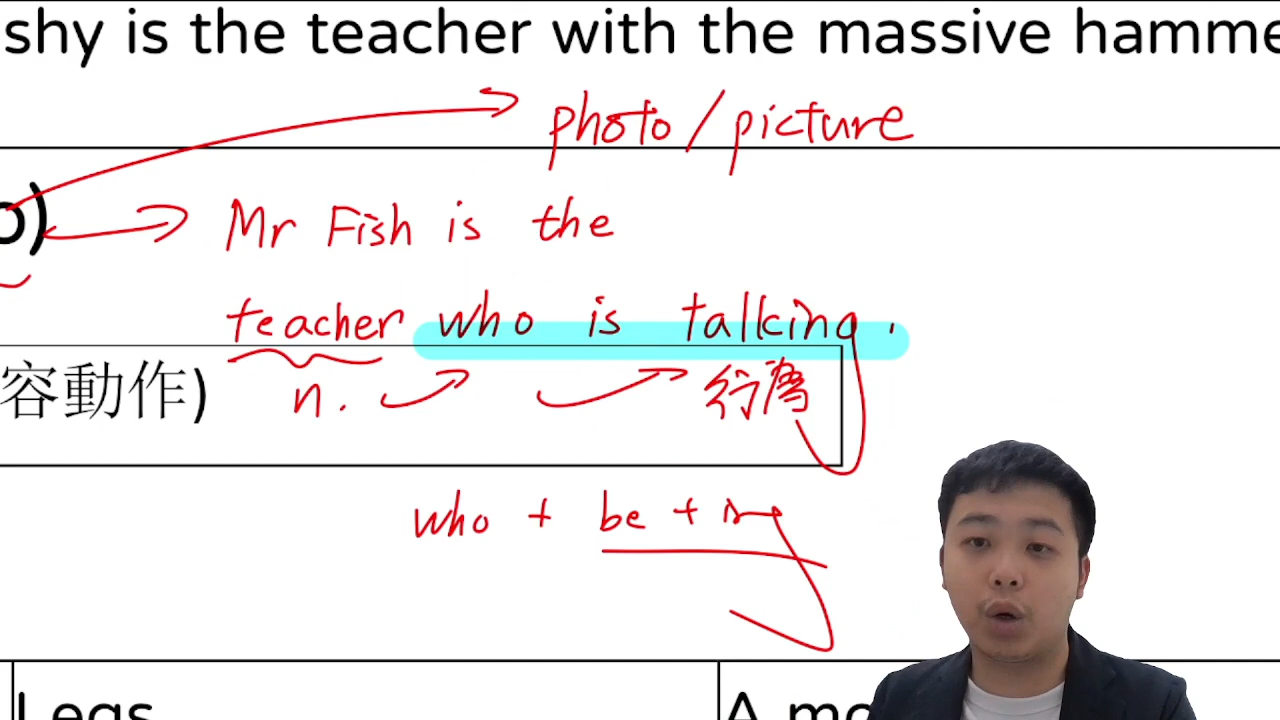 shy is the teacher with the massive hamme
photo/picture
o) Mr Fish is the
teacher who is talking.
容動作) n. 行為
who + be + ing
Legs A mo